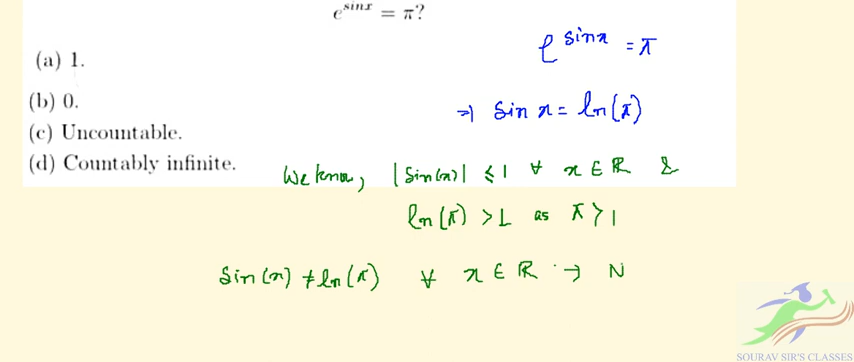 e^{sinx} = π?
(a) 1.
(b) 0.
(c) Uncountable.
(d) Countably infinite.
e^{sin x} = π
⇒ Sin x = ln(π)
We know, |Sin(x)| ≤ 1 ∀ x ∈ ℝ &
ln(π) > 1 as π > 1
Sin(x) ≠ ln(π) ∀ x ∈ ℝ → N
SOURAV SIR'S CLASSES